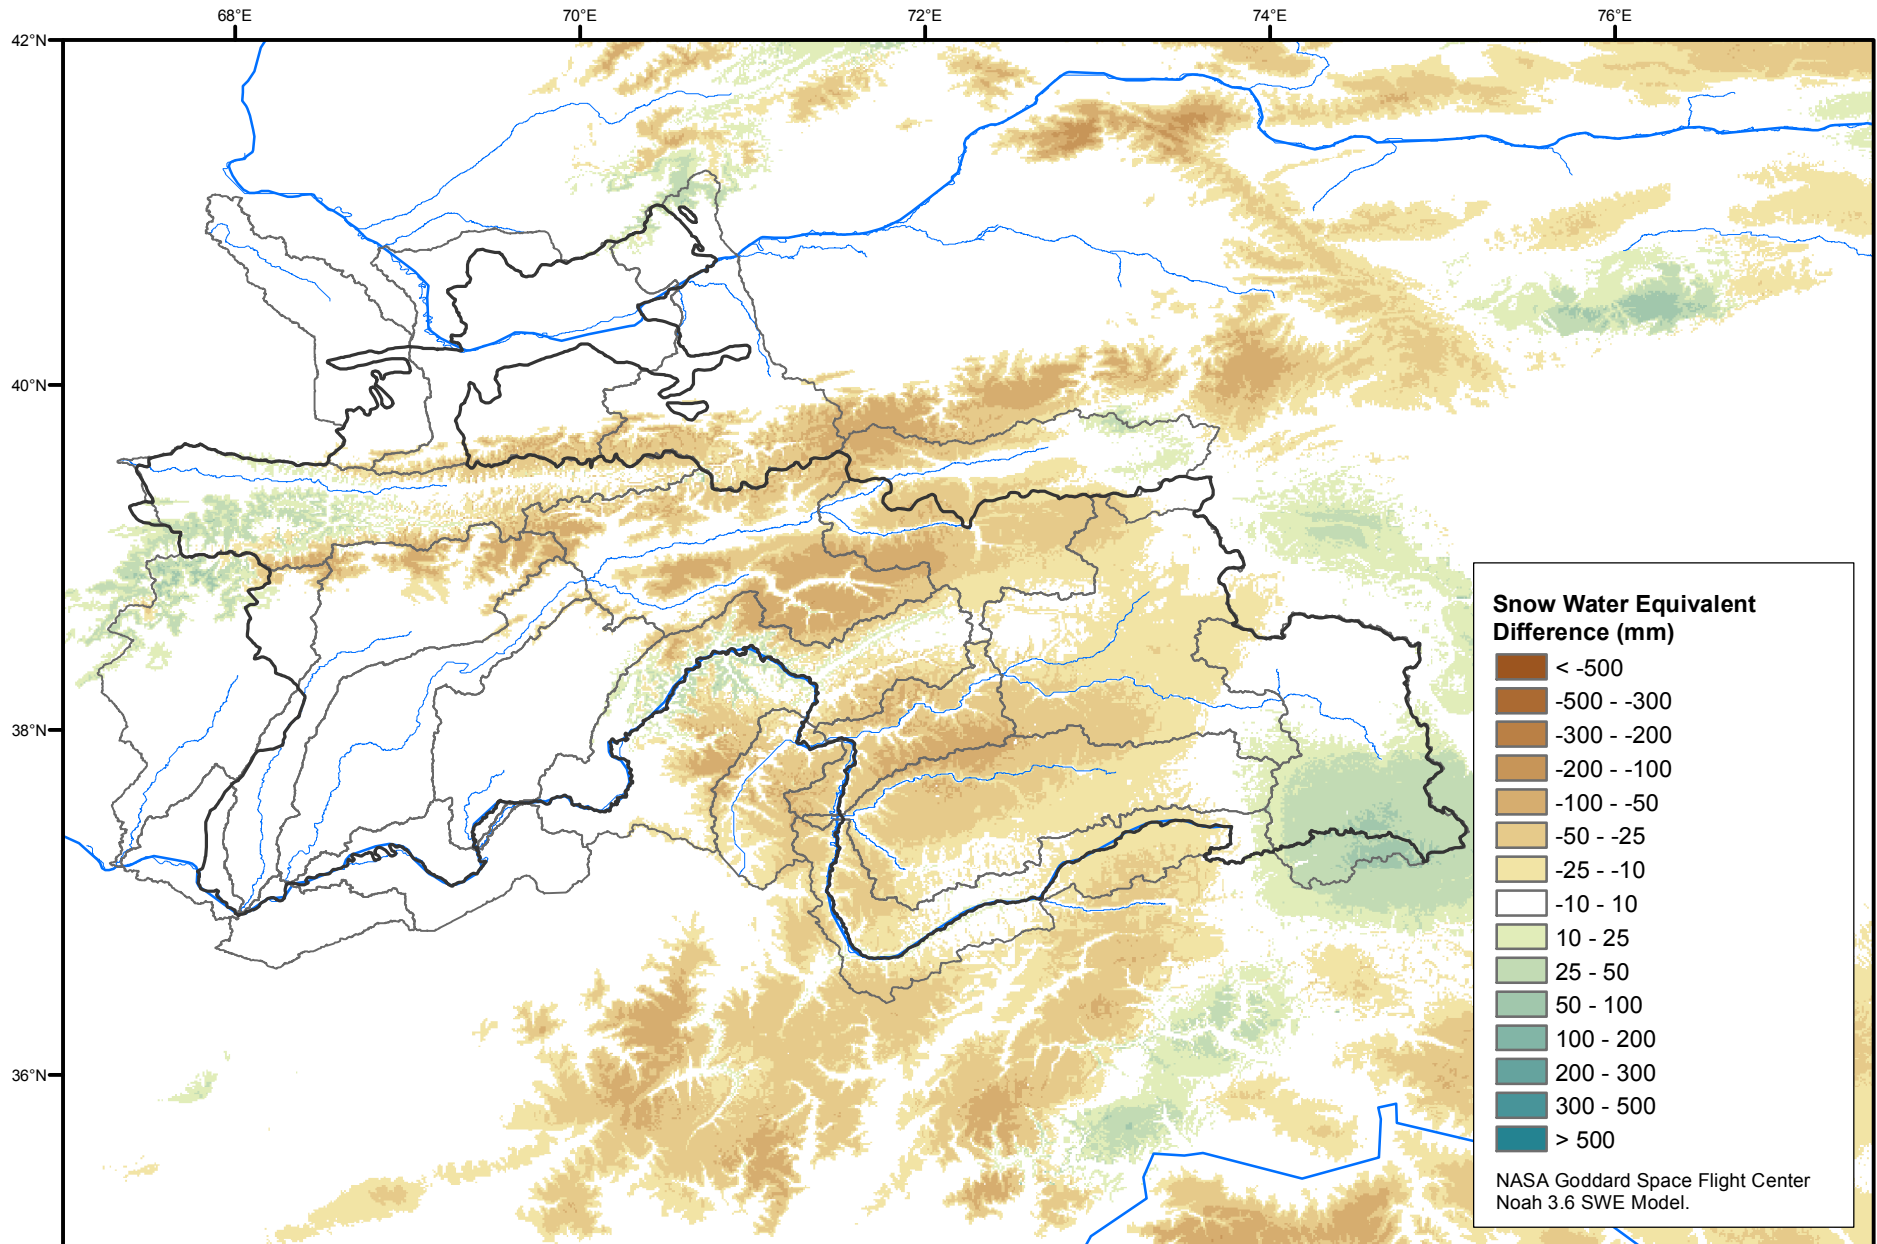 68°E
70°E
72°E
74°E
76°E
42°N
40°N
38°N
36°N
Snow Water Equivalent
Difference (mm)
< -500
-500 - -300
-300 - -200
-200 - -100
-100 - -50
-50 - -25
-25 - -10
-10 - 10
10 - 25
25 - 50
50 - 100
100 - 200
200 - 300
300 - 500
> 500
NASA Goddard Space Flight Center
Noah 3.6 SWE Model.